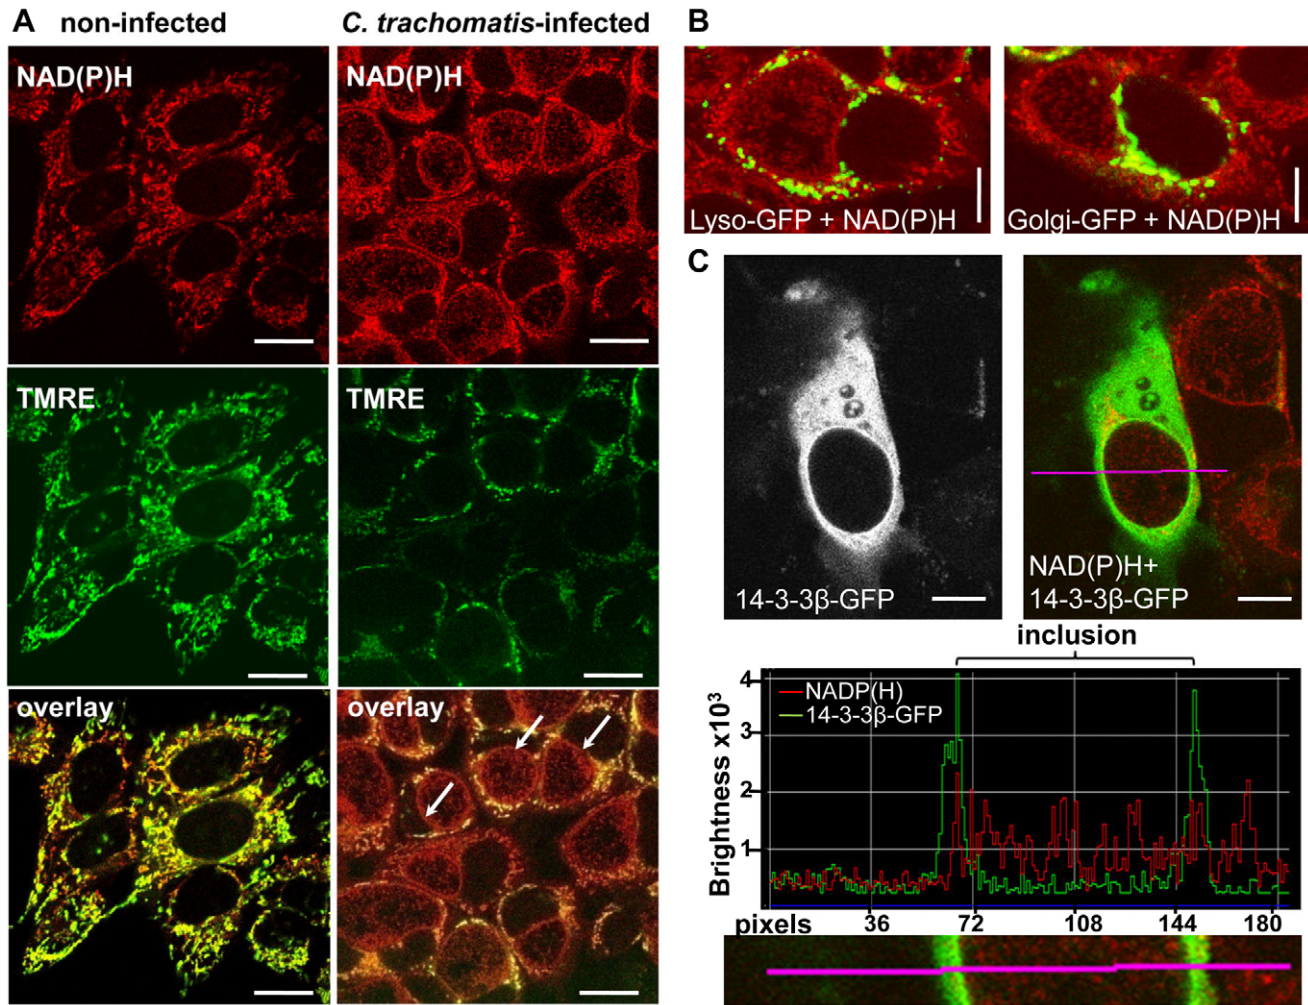 A non-infected C. trachomatis-infected B
NAD(P)H NAD(P)H
Lyso-GFP + NAD(P)H Golgi-GFP + NAD(P)H
C
TMRE TMRE
14-3-3β-GFP
NAD(P)H+
14-3-3β-GFP
inclusion
overlay overlay
NADP(H)
14-3-3β-GFP
Brightness x10³
4
3
2
1
pixels 36 72 108 144 180